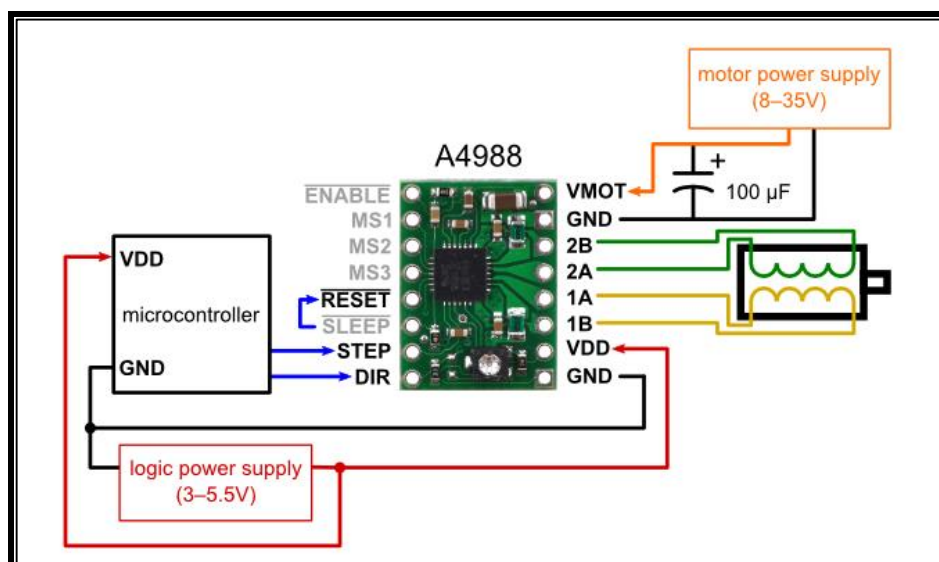 motor power supply
(8–35V)
A4988
+
100 µF
ENABLE
MS1
MS2
MS3
RESET
SLEEP
STEP
DIR
VMOT
GND
2B
2A
1A
1B
VDD
GND
VDD
microcontroller
GND
logic power supply
(3–5.5V)